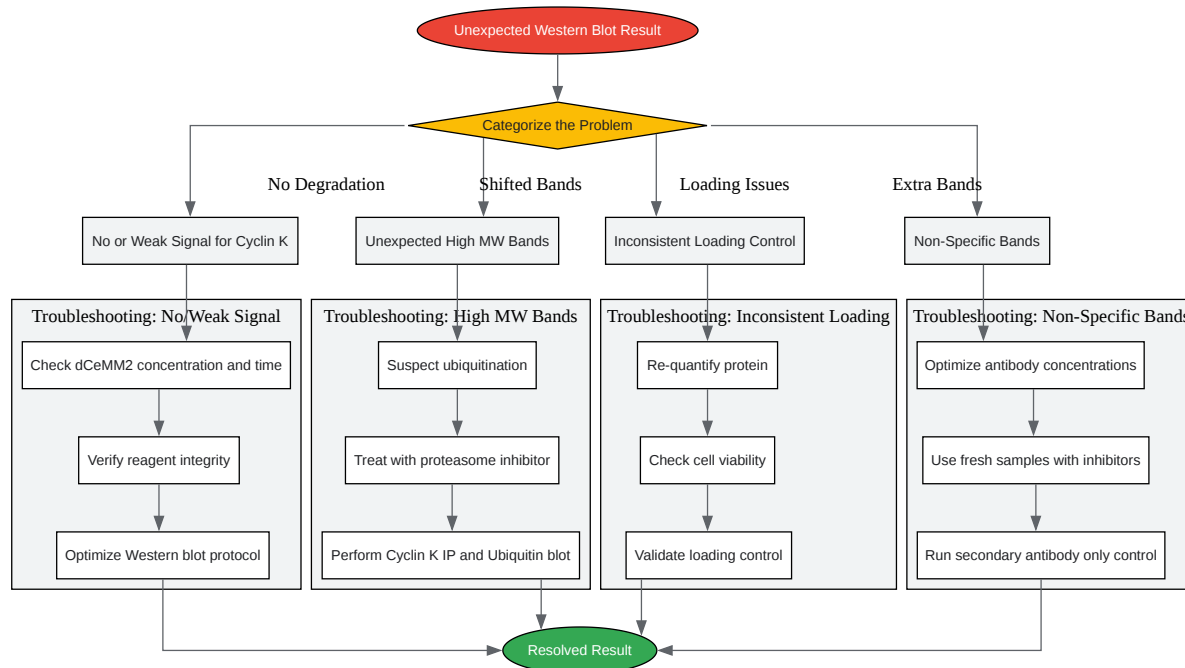 Unexpected Western Blot Result
Categorize the Problem
No Degradation
Shifted Bands
Loading Issues
Extra Bands
No or Weak Signal for Cyclin K
Unexpected High MW Bands
Inconsistent Loading Control
Non-Specific Bands
Troubleshooting: No/Weak Signal
Troubleshooting: High MW Bands
Troubleshooting: Inconsistent Loading
Troubleshooting: Non-Specific Bands
Check dCeMM2 concentration and time
Suspect ubiquitination
Re-quantify protein
Optimize antibody concentrations
Verify reagent integrity
Treat with proteasome inhibitor
Check cell viability
Use fresh samples with inhibitors
Optimize Western blot protocol
Perform Cyclin K IP and Ubiquitin blot
Validate loading control
Run secondary antibody only control
Resolved Result